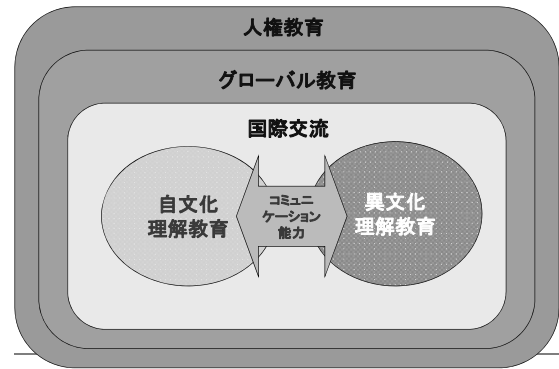 人権教育
グローバル教育
国際交流
自文化
理解教育
コミュニ
ケーション
能力
異文化
理解教育